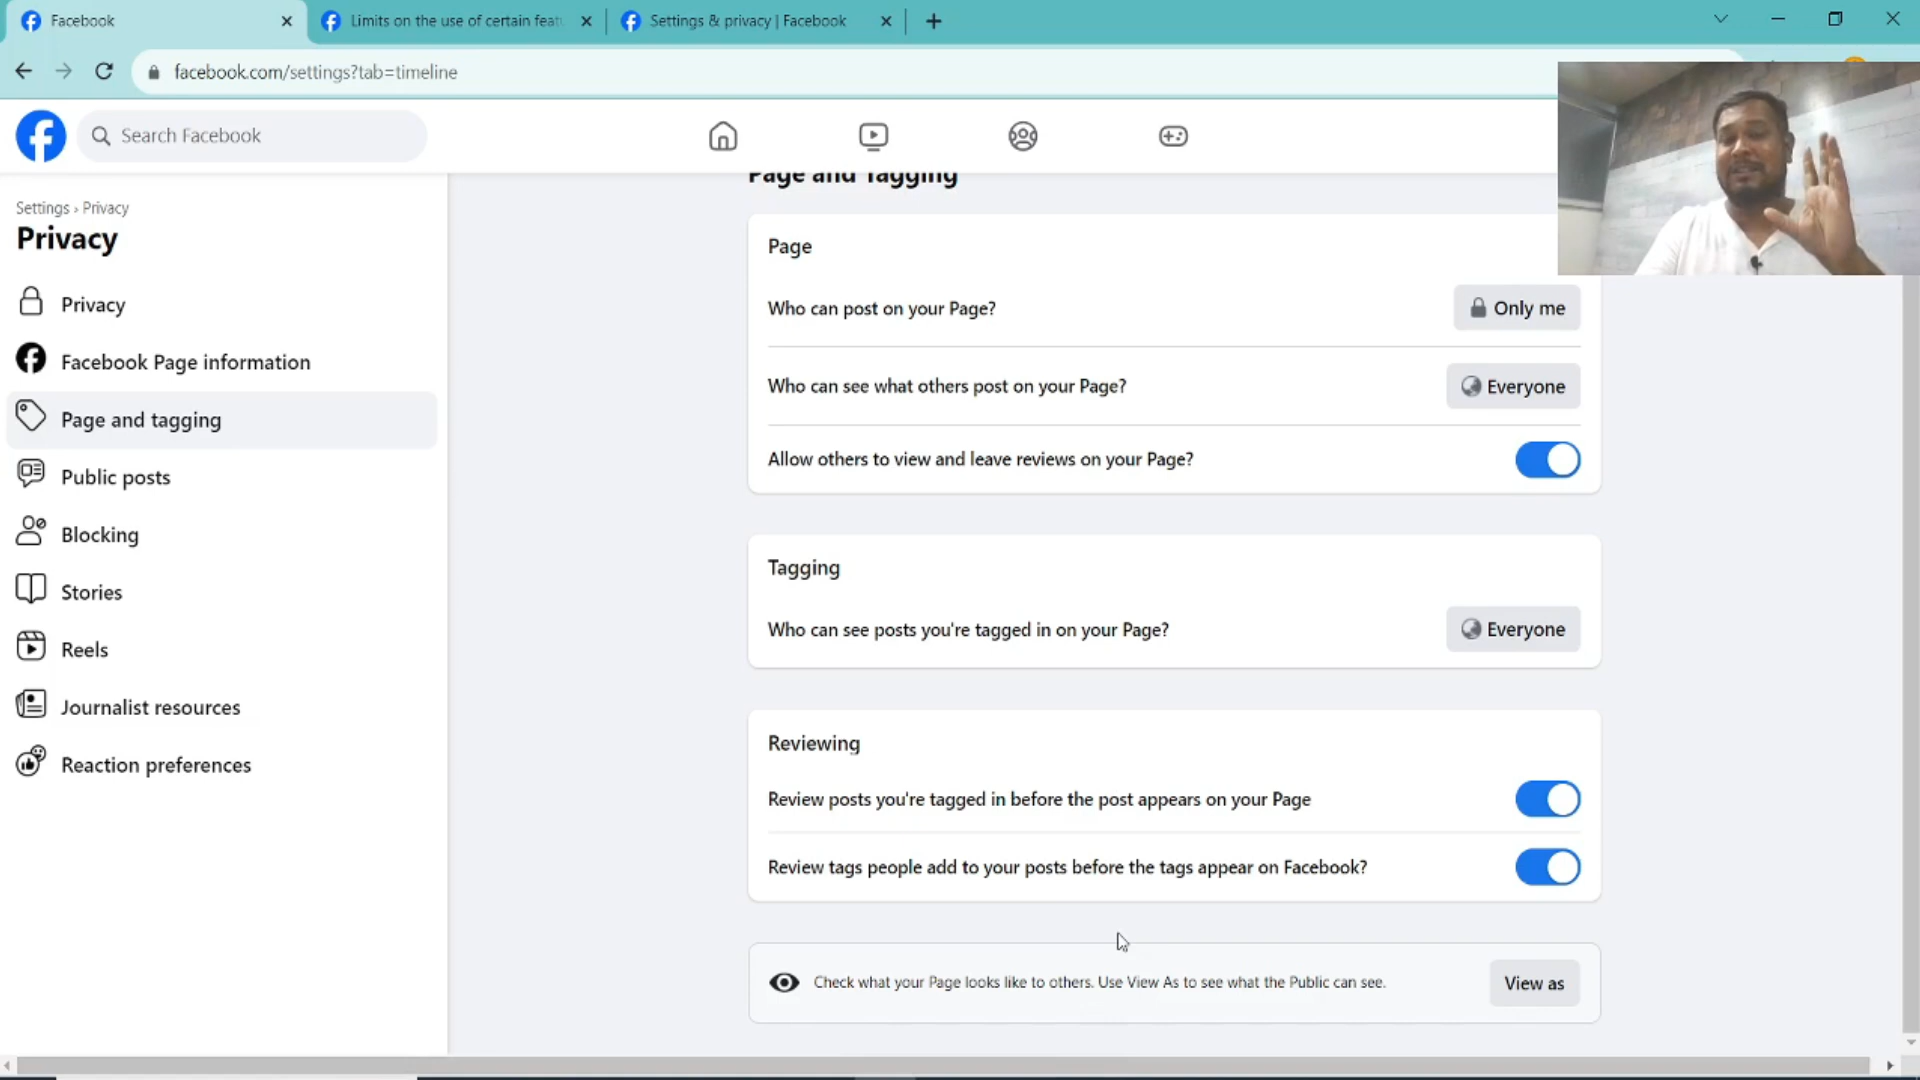 Facebook
Limits on the use of certain feat
Settings & privacy | Facebook
facebook.com/settings?tab=timeline
Search Facebook
Settings › Privacy
Privacy
Privacy
Facebook Page information
Page and tagging
Public posts
Blocking
Stories
Reels
Journalist resources
Reaction preferences
Page and Tagging
Page
Who can post on your Page?
Only me
Who can see what others post on your Page?
Everyone
Allow others to view and leave reviews on your Page?
Tagging
Who can see posts you're tagged in on your Page?
Everyone
Reviewing
Review posts you're tagged in before the post appears on your Page
Review tags people add to your posts before the tags appear on Facebook?
Check what your Page looks like to others. Use View As to see what the Public can see.
View as